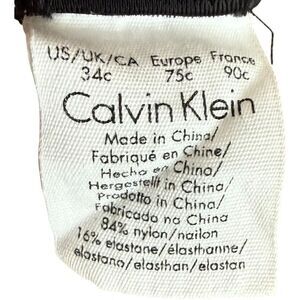 US/UK/CA Europe France
34c 75c 90c
Calvin Klein
Made in China/
Fabriqué en Chine/
Hecho en China/
Hergestellt in China/
Prodotto in China/
Fabricado na China
84% nylon/nailon
16% elastane/élasthanne/
elastano/elasthan/elastan